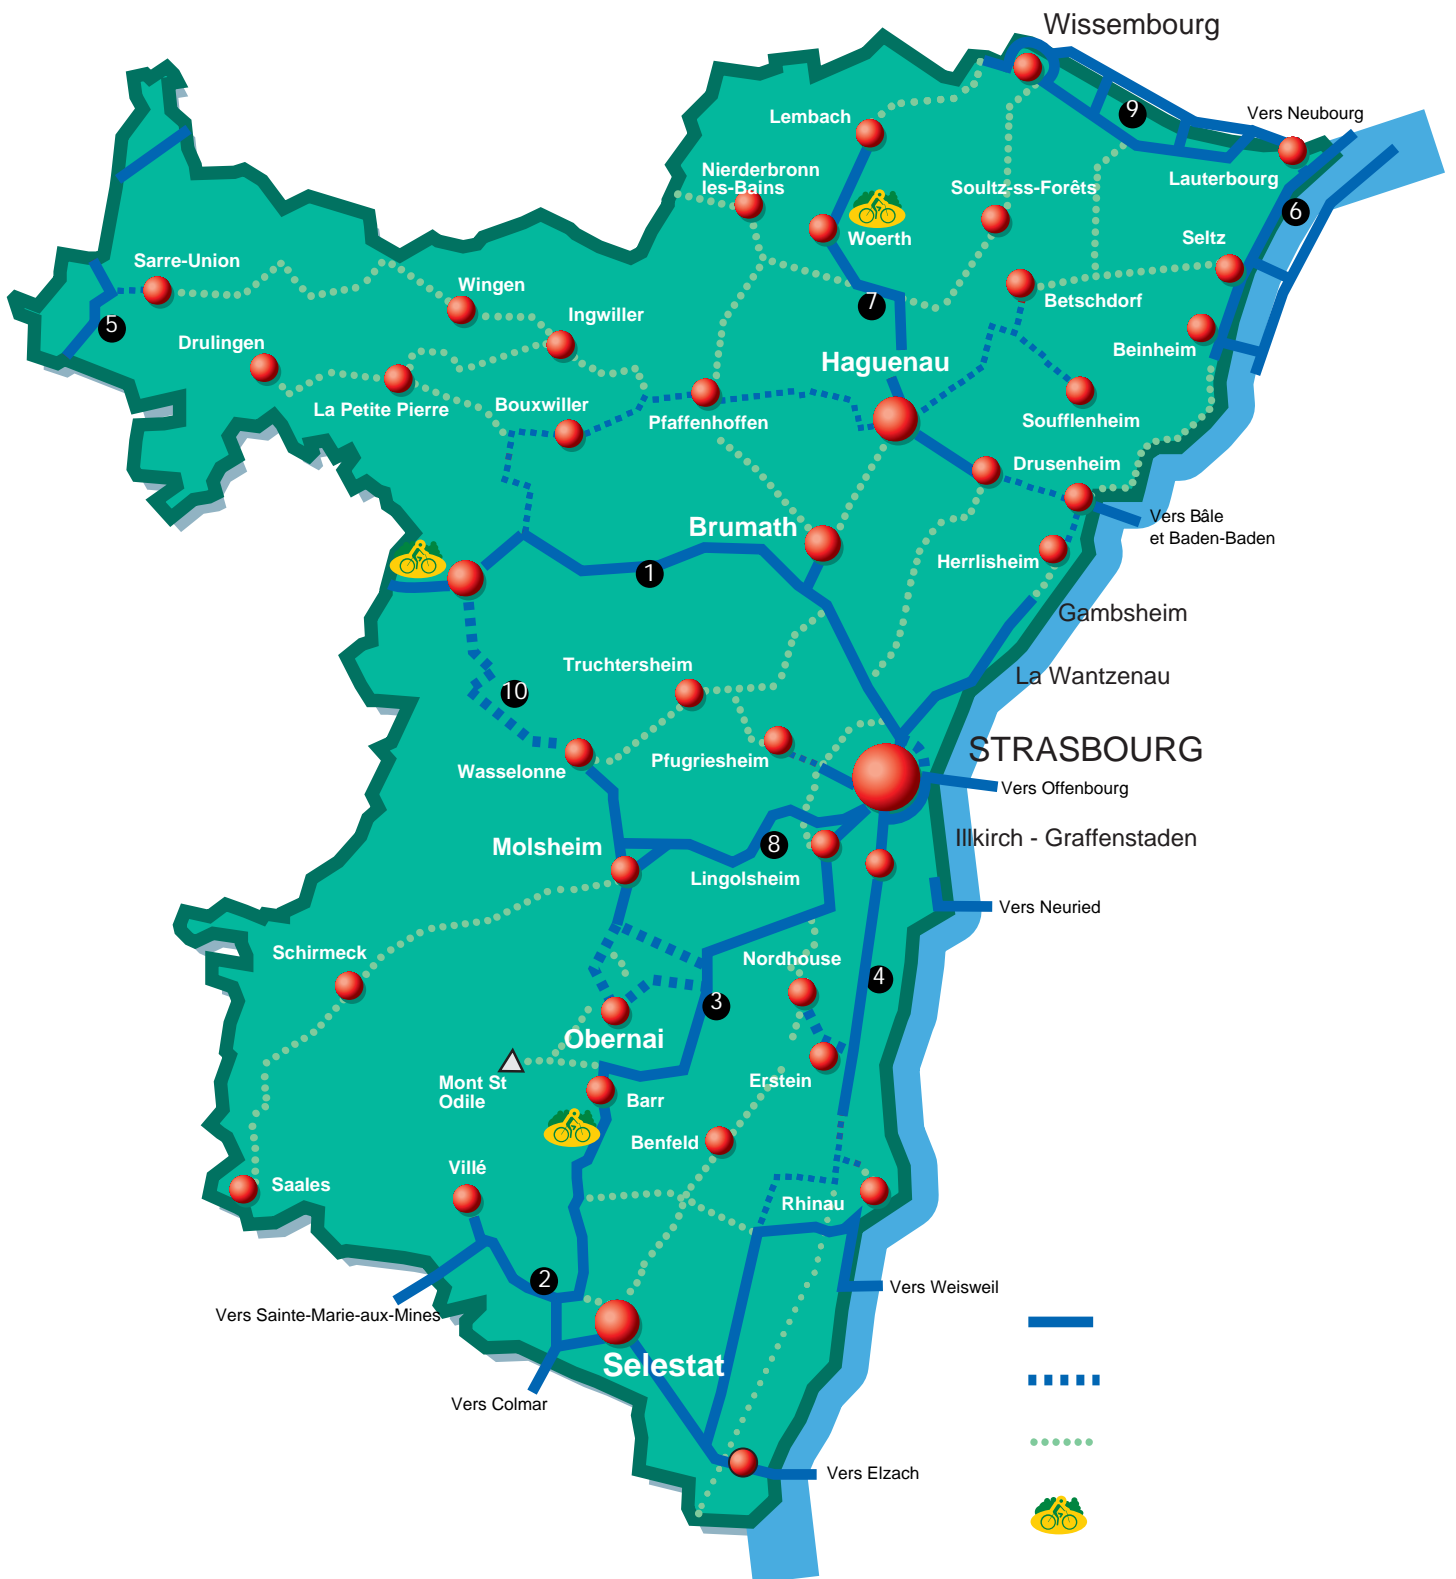 Wissembourg
Vers Neubourg
Lembach
9
Nierderbronn
les-Bains
Soultz-ss-Forêts
Lauterbourg
6
Woerth
Seltz
Sarre-Union
Wingen
7
Betschdorf
Ingwiller
5
Drulingen
Beinheim
Haguenau
La Petite Pierre
Bouxwiller
Pfaffenhoffen
Soufflenheim
Drusenheim
Brumath
Vers Bâle
et Baden-Baden
Herrlisheim
1
Gambsheim
Truchtersheim
La Wantzenau
10
STRASBOURG
Pfugriesheim
Wasselonne
Vers Offenbourg
Molsheim
8
Illkirch - Graffenstaden
Lingolsheim
Vers Neuried
Schirmeck
Nordhouse
4
3
Obernai
Mont St
Odile
Erstein
Barr
Benfeld
Villé
Saales
Rhinau
2
Vers Weisweil
Vers Sainte-Marie-aux-Mines
Selestat
Vers Colmar
Vers Elzach